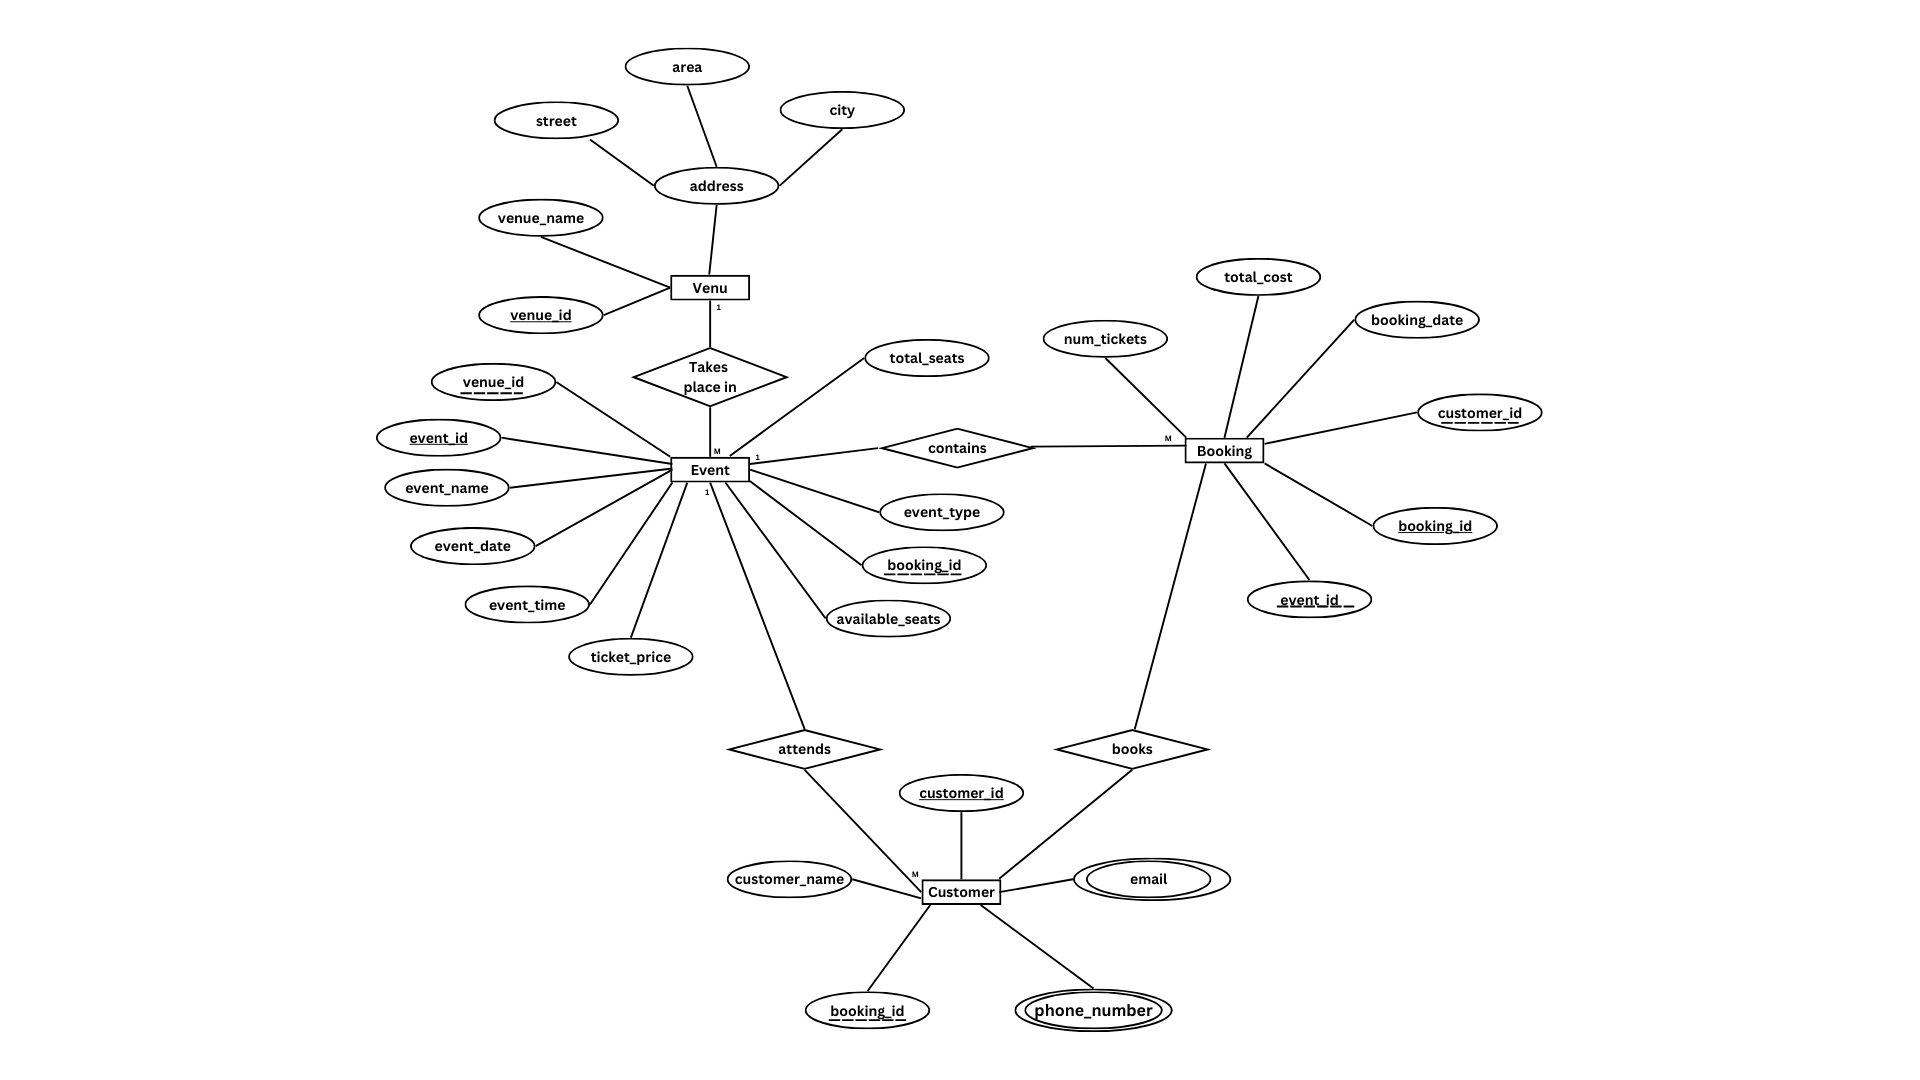 area
city
street
address
venue_name
Venu
venue_id
1
total_cost
booking_date
num_tickets
total_seats
Takes
place in
venue_id
customer_id
event_id
contains
M
M
1
Event
Booking
event_name
1
event_type
booking_id
event_date
booking_id
event_time
available_seats
event_id
ticket_price
attends
books
customer_id
M
customer_name
email
Customer
booking_id
phone_number